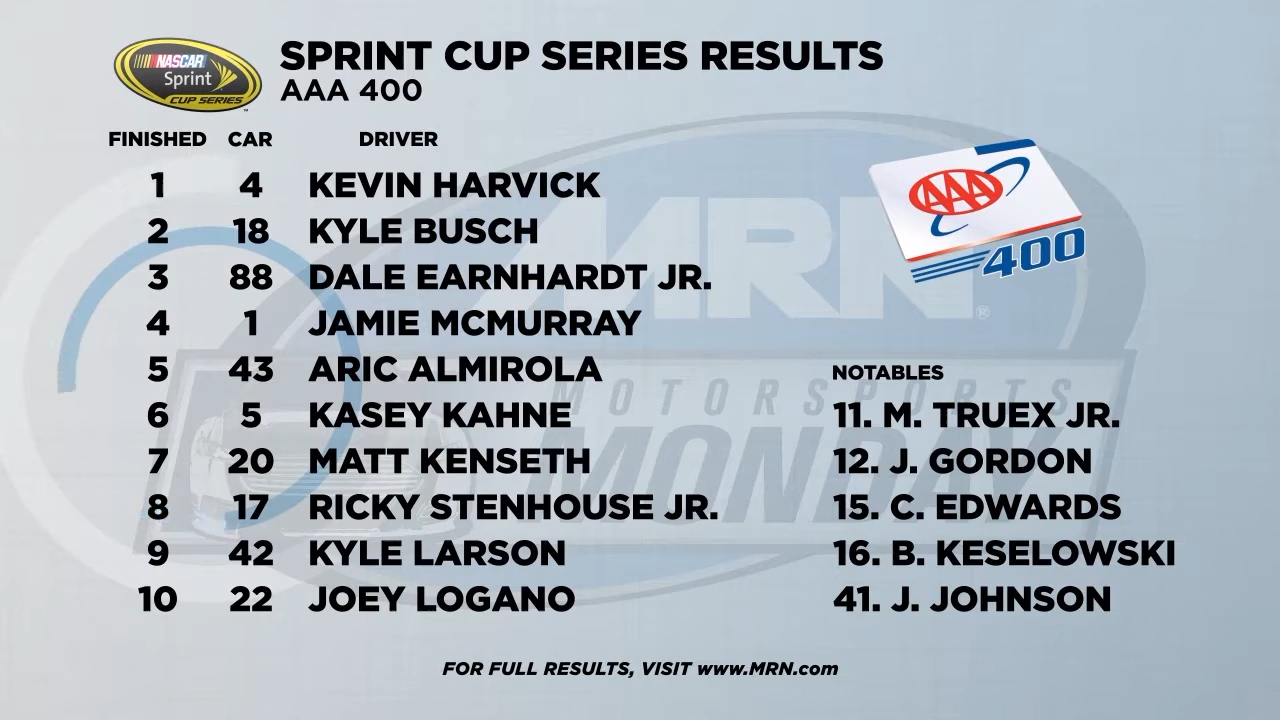 NASCAR
Sprint
CUP SERIES
SPRINT CUP SERIES RESULTS
AAA 400
FINISHED CAR DRIVER
1 4 KEVIN HARVICK
2 18 KYLE BUSCH
3 88 DALE EARNHARDT JR.
4 1 JAMIE MCMURRAY
5 43 ARIC ALMIROLA
6 5 KASEY KAHNE
7 20 MATT KENSETH
8 17 RICKY STENHOUSE JR.
9 42 KYLE LARSON
10 22 JOEY LOGANO
AAA
400
NOTABLES
11. M. TRUEX JR.
12. J. GORDON
15. C. EDWARDS
16. B. KESELOWSKI
41. J. JOHNSON
MRN®
MOTORSPORTS
MONDAY
FOR FULL RESULTS, VISIT www.MRN.com